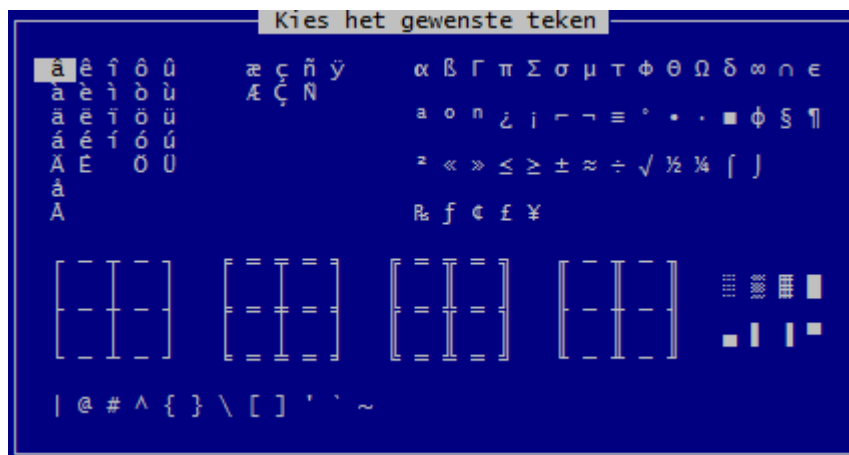 Kies het gewenste teken
â ê î ô û æ ç ñ ÿ α ß Γ π Σ σ µ τ Φ Θ Ω δ ∞ ∩ ∈
à è ì ò ù Æ Ç Ñ
ä ë ï ö ü ª º ⁿ ¿ ¡ ⌐ ¬ ≡ ° • · ■ ϕ § ¶
á é í ó ú
Ä É Ö Ü ² « » ≤ ≥ ± ≈ ÷ √ ½ ¼ ⌠ ⌡
å
Å ₧ ƒ ¢ £ ¥
┌ ─ ┬ ─ ┐ ╒ ═ ╤ ═ ╕ ╔ ═ ╦ ═ ╗ ╓ ─ ╥ ─ ╖
░ ▒ ▓ █
├ ─ ┼ ─ ┤ ╞ ═ ╪ ═ ╡ ╠ ═ ╬ ═ ╣ ╟ ─ ╫ ─ ╢
▄ ▌ ▐ ▀
└ ─ ┴ ─ ┘ ╘ ═ ╧ ═ ╛ ╚ ═ ╩ ═ ╝ ╙ ─ ╨ ─ ╜
| @ # ^ { } \ [ ] ' ` ~